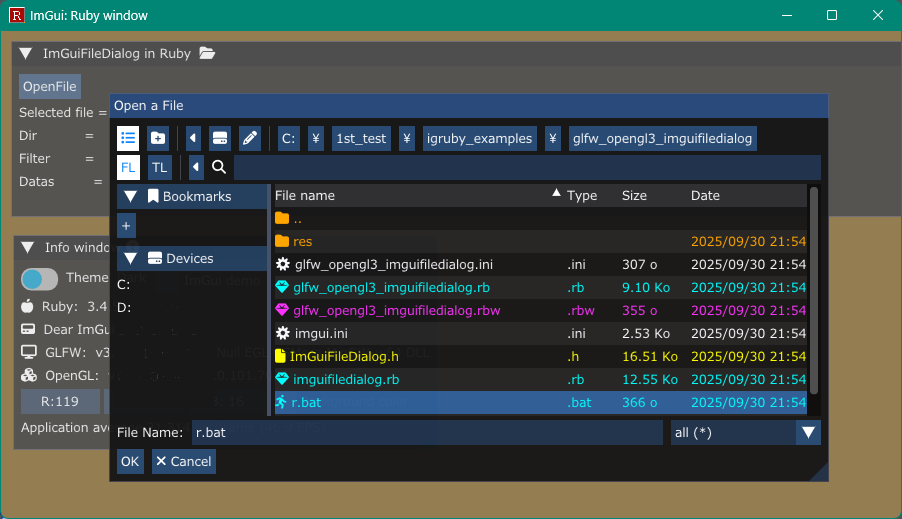 R ImGui: Ruby window
ImGuiFileDialog in Ruby
OpenFile
Selected file =
Dir =
Filter =
Datas =
Info windo
Theme
Ruby: 3.4
Dear ImGu
GLFW: v3.
OpenGL:
R:119
Application ave
Open a File
C: ¥ 1st_test ¥ igruby_examples ¥ glfw_opengl3_imguifiledialog
FL TL
Bookmarks
+
Devices
C:
D:
File name Type Size Date
..
res 2025/09/30 21:54
glfw_opengl3_imguifiledialog.ini .ini 307 o 2025/09/30 21:54
glfw_opengl3_imguifiledialog.rb .rb 9.10 Ko 2025/09/30 21:54
glfw_opengl3_imguifiledialog.rbw .rbw 355 o 2025/09/30 21:54
imgui.ini .ini 2.53 Ko 2025/09/30 21:54
ImGuiFileDialog.h .h 16.51 Ko 2025/09/30 21:54
imguifiledialog.rb .rb 12.55 Ko 2025/09/30 21:54
r.bat .bat 366 o 2025/09/30 21:54
File Name: r.bat all (*)
OK Cancel